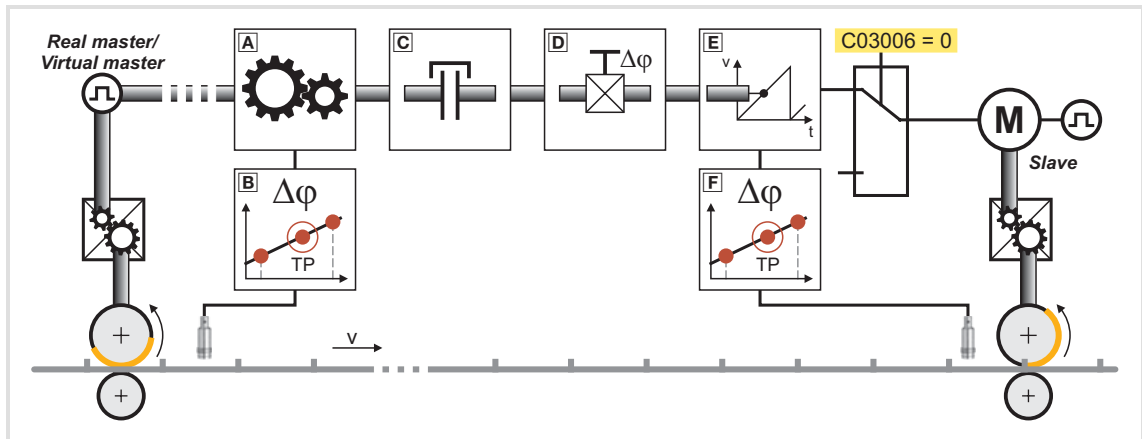 Real master/
Virtual master
A
C
D
Δφ
E
v
t
C03006 = 0
M
Slave
B
Δφ
TP
F
Δφ
TP
v